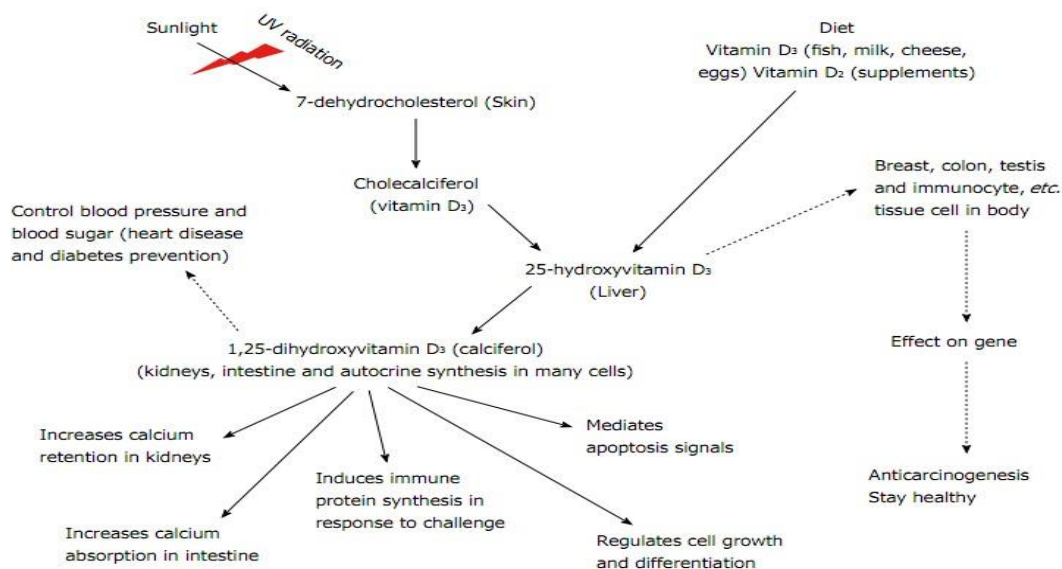 Sunlight
UV radiation
7-dehydrocholesterol (Skin)
Cholecalciferol
(vitamin D₃)
Diet
Vitamin D₃ (fish, milk, cheese,
eggs) Vitamin D₂ (supplements)
25-hydroxyvitamin D₃
(Liver)
Breast, colon, testis
and immunocyte, etc.
tissue cell in body
Effect on gene
Anticarcinogenesis
Stay healthy
Control blood pressure and
blood sugar (heart disease
and diabetes prevention)
1,25-dihydroxyvitamin D₃ (calciferol)
(kidneys, intestine and autocrine synthesis in many cells)
Increases calcium
retention in kidneys
Increases calcium
absorption in intestine
Induces immune
protein synthesis in
response to challenge
Mediates
apoptosis signals
Regulates cell growth
and differentiation